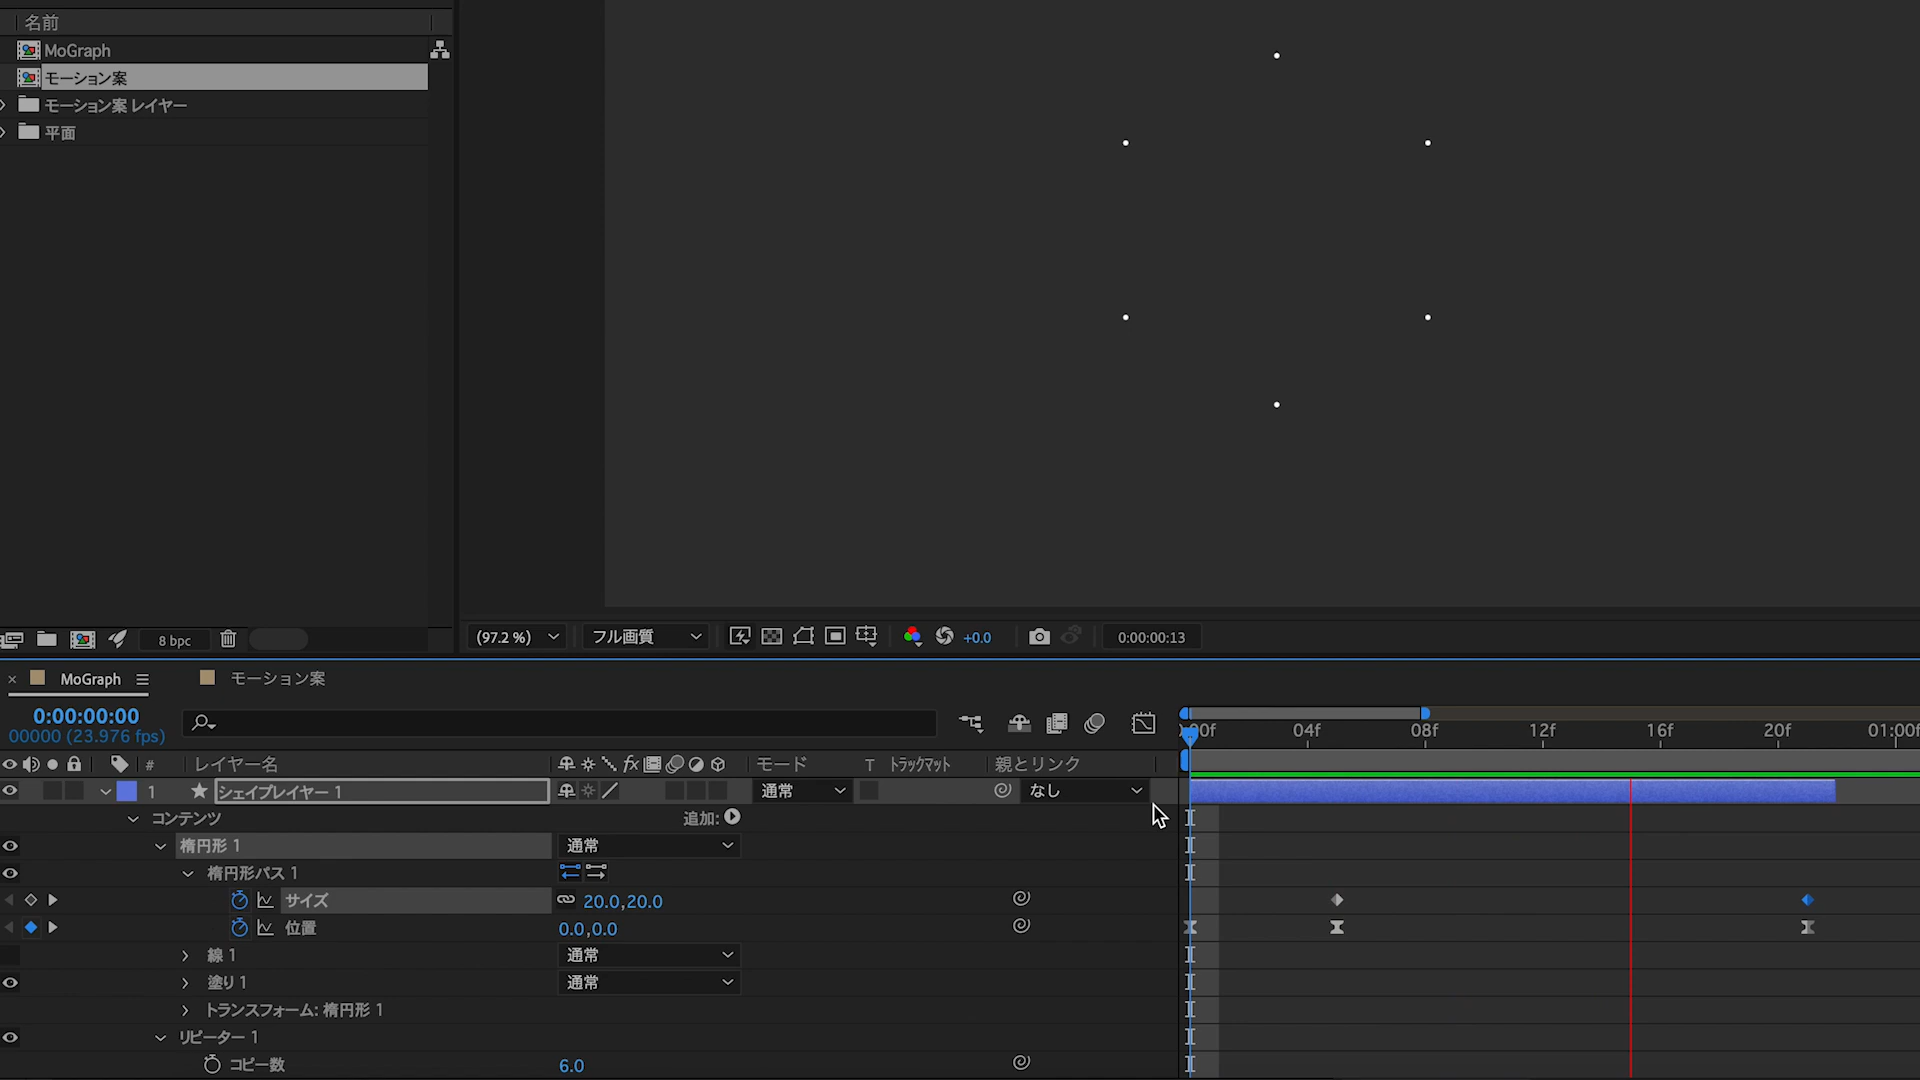 名前
MoGraph
モーション案
モーション案 レイヤー
平面
8 bpc
(97.2 %)
フル画質
+0.0
0:00:00:13
× MoGraph
モーション案
0:00:00:00
00000 (23.976 fps)
00f 04f 08f 12f 16f 20f 01:00f
# レイヤー名 fx モード T トラックマット 親とリンク
1 シェイプレイヤー 1 通常 なし
コンテンツ 追加:
楕円形 1 通常
楕円形パス 1
サイズ 20.0,20.0
位置 0.0,0.0
線 1 通常
塗り 1 通常
トランスフォーム: 楕円形 1
リピーター 1
コピー数 6.0